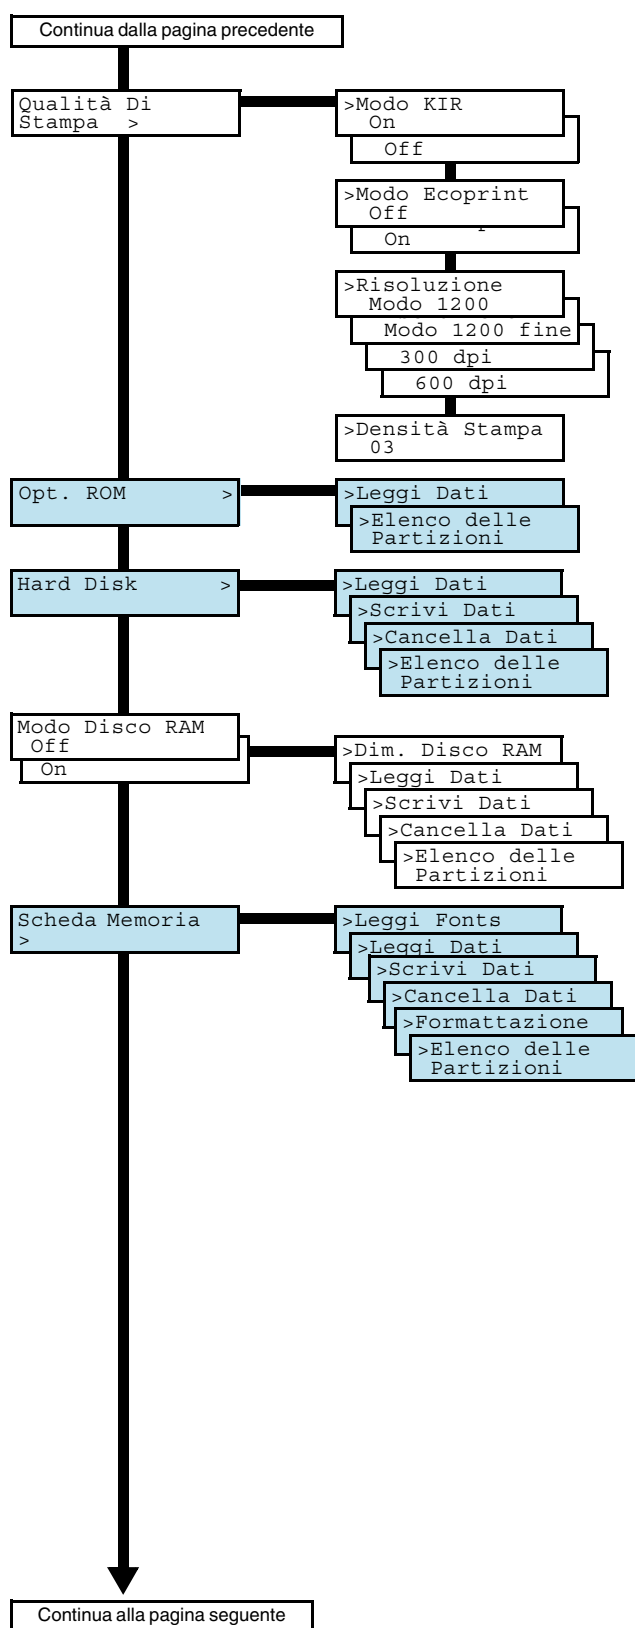 Continua dalla pagina precedente
Qualità Di
Stampa >
>Modo KIR
On
Off
>Modo Ecoprint
Off
On
>Risoluzione
Modo 1200
Modo 1200 fine
300 dpi
600 dpi
>Densità Stampa
03
Opt. ROM >
>Leggi Dati
>Elenco delle
Partizioni
Hard Disk >
>Leggi Dati
>Scrivi Dati
>Cancella Dati
>Elenco delle
Partizioni
Modo Disco RAM
Off
On
>Dim. Disco RAM
>Leggi Dati
>Scrivi Dati
>Cancella Dati
>Elenco delle
Partizioni
Scheda Memoria
>
>Leggi Fonts
>Leggi Dati
>Scrivi Dati
>Cancella Dati
>Formattazione
>Elenco delle
Partizioni
Continua alla pagina seguente